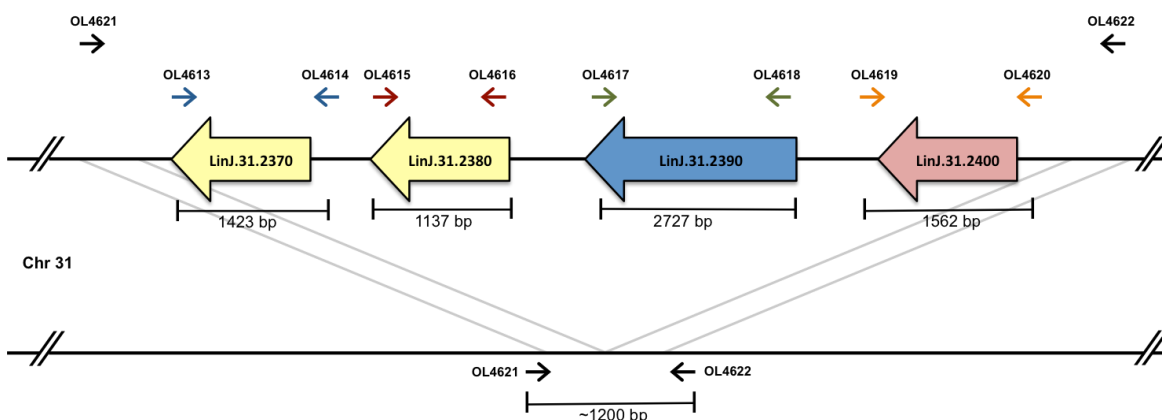 OL4621
OL4622
OL4613
OL4614
OL4615
OL4616
OL4617
OL4618
OL4619
OL4620
LinJ.31.2370
LinJ.31.2380
LinJ.31.2390
LinJ.31.2400
1423 bp
1137 bp
2727 bp
1562 bp
Chr 31
OL4621
OL4622
~1200 bp